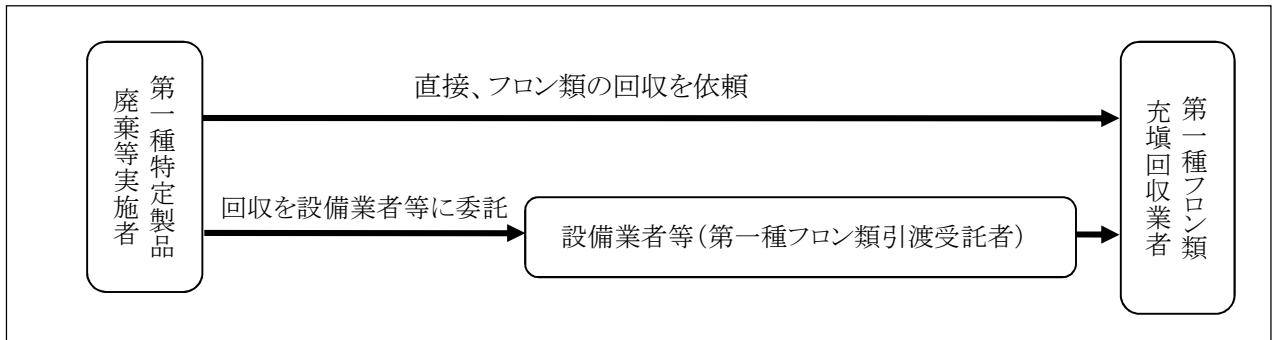 第一種特定製品
廃棄等実施者
直接、フロン類の回収を依頼
回収を設備業者等に委託
設備業者等(第一種フロン類引渡受託者)
第一種フロン類
充塡回収業者